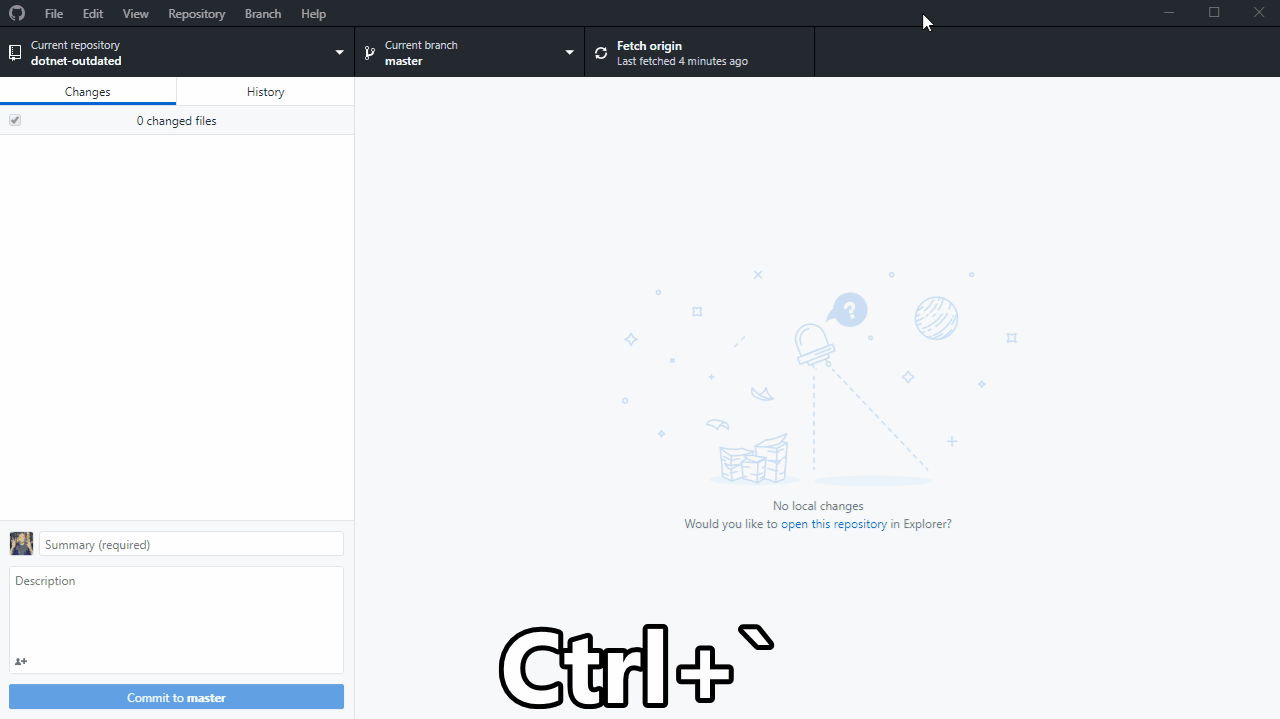 File Edit View Repository Branch Help
Current repository
dotnet-outdated
Current branch
master
Fetch origin
Last fetched 4 minutes ago
Changes
History
0 changed files
?
No local changes
Would you like to open this repository in Explorer?
Summary (required)
Description
Commit to master
Ctrl+`